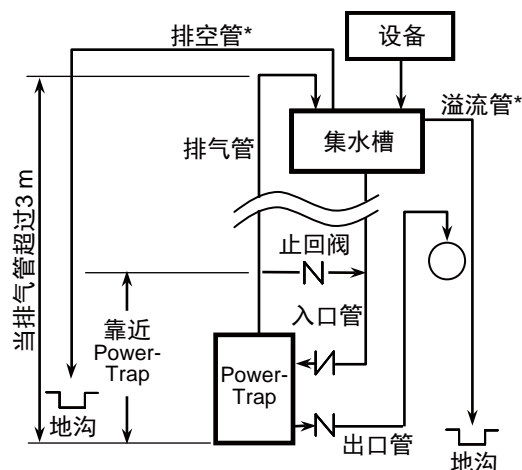 排空管*
设备
溢流管*
集水槽
排气管
当排气管超过3 m
止回阀
入口管
靠近
Power-
Trap
Power-
Trap
地沟
出口管
地沟